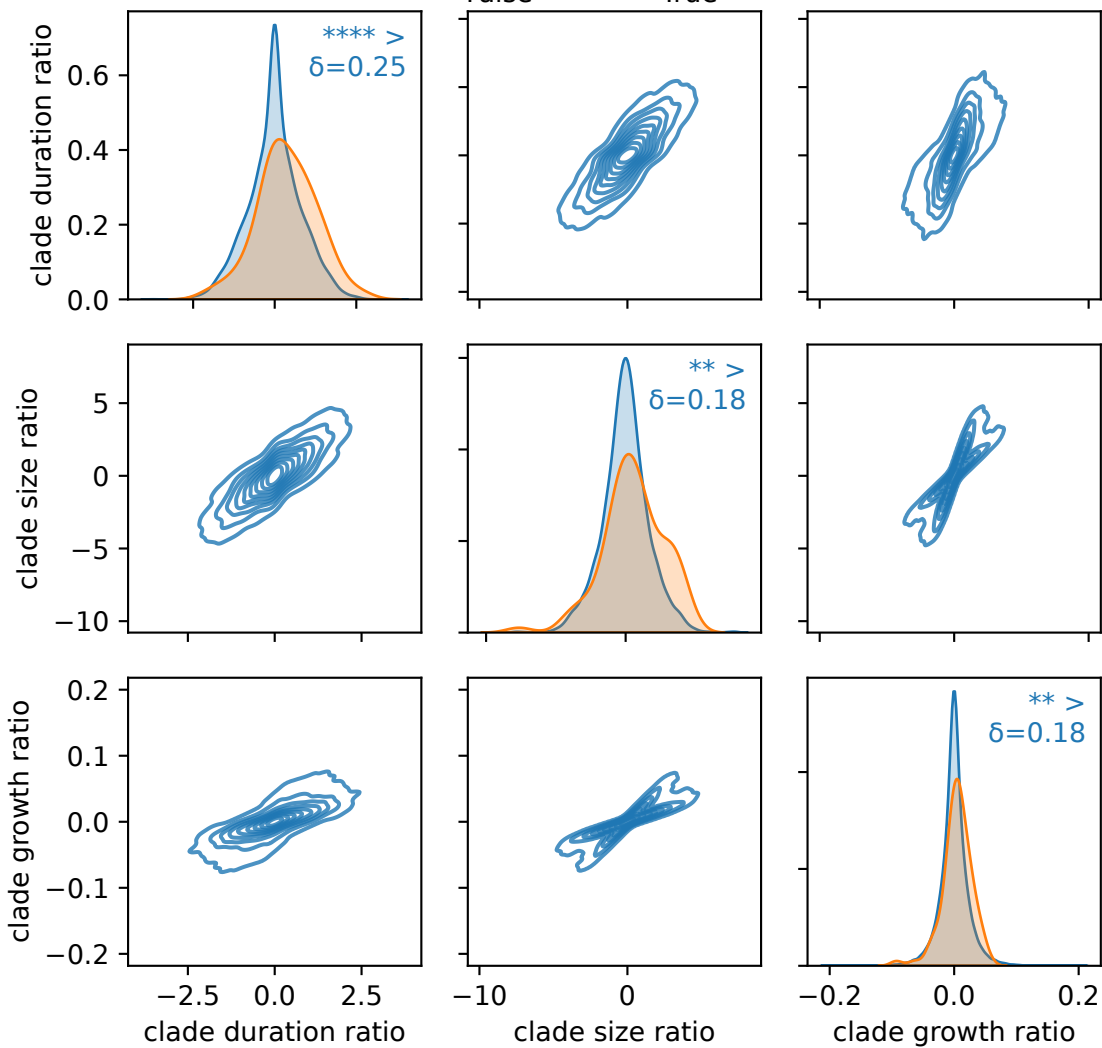 False True
clade duration ratio
0.6
0.4
0.2
0.0
**** >
δ=0.25
clade size ratio
5
0
−5
−10
** >
δ=0.18
clade growth ratio
0.2
0.1
0.0
−0.1
−0.2
** >
δ=0.18
−2.5 0.0 2.5
−10 0
−0.2 0.0 0.2
clade duration ratio
clade size ratio
clade growth ratio